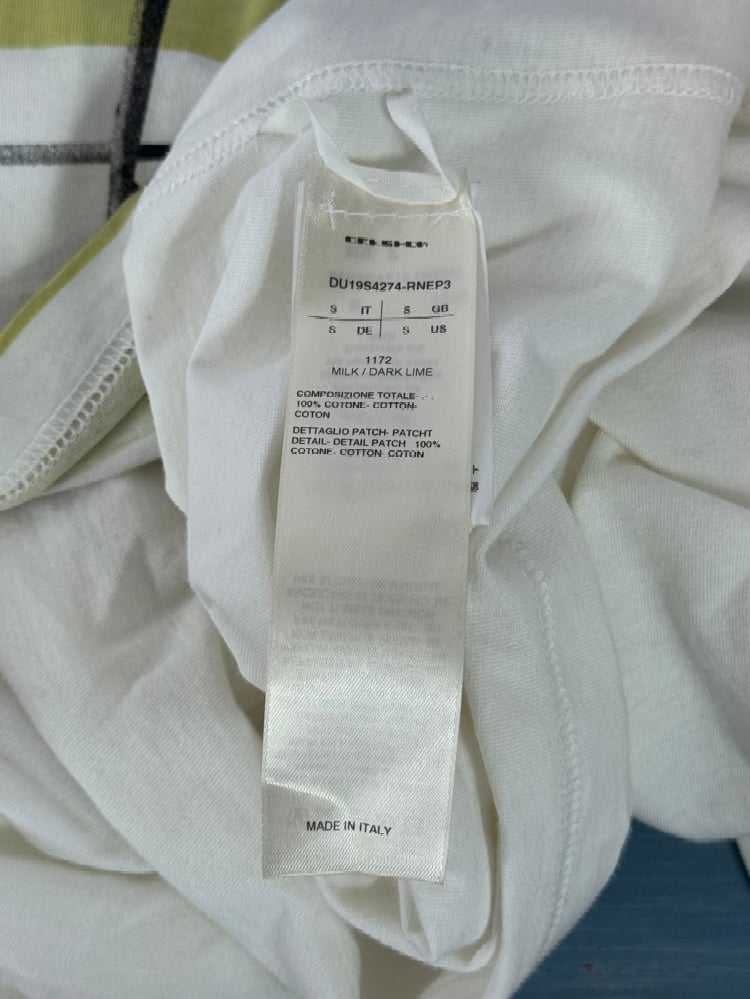 DRKSHDW
DU19S4274-RNEP3
S IT S GB
S DE S US
1172
MILK / DARK LIME
COMPOSIZIONE TOTALE-
100% COTONE- COTTON-
COTON
DETTAGLIO PATCH- PATCHT
DETAIL- DETAIL PATCH 100%
COTONE- COTTON- COTON
MADE IN ITALY